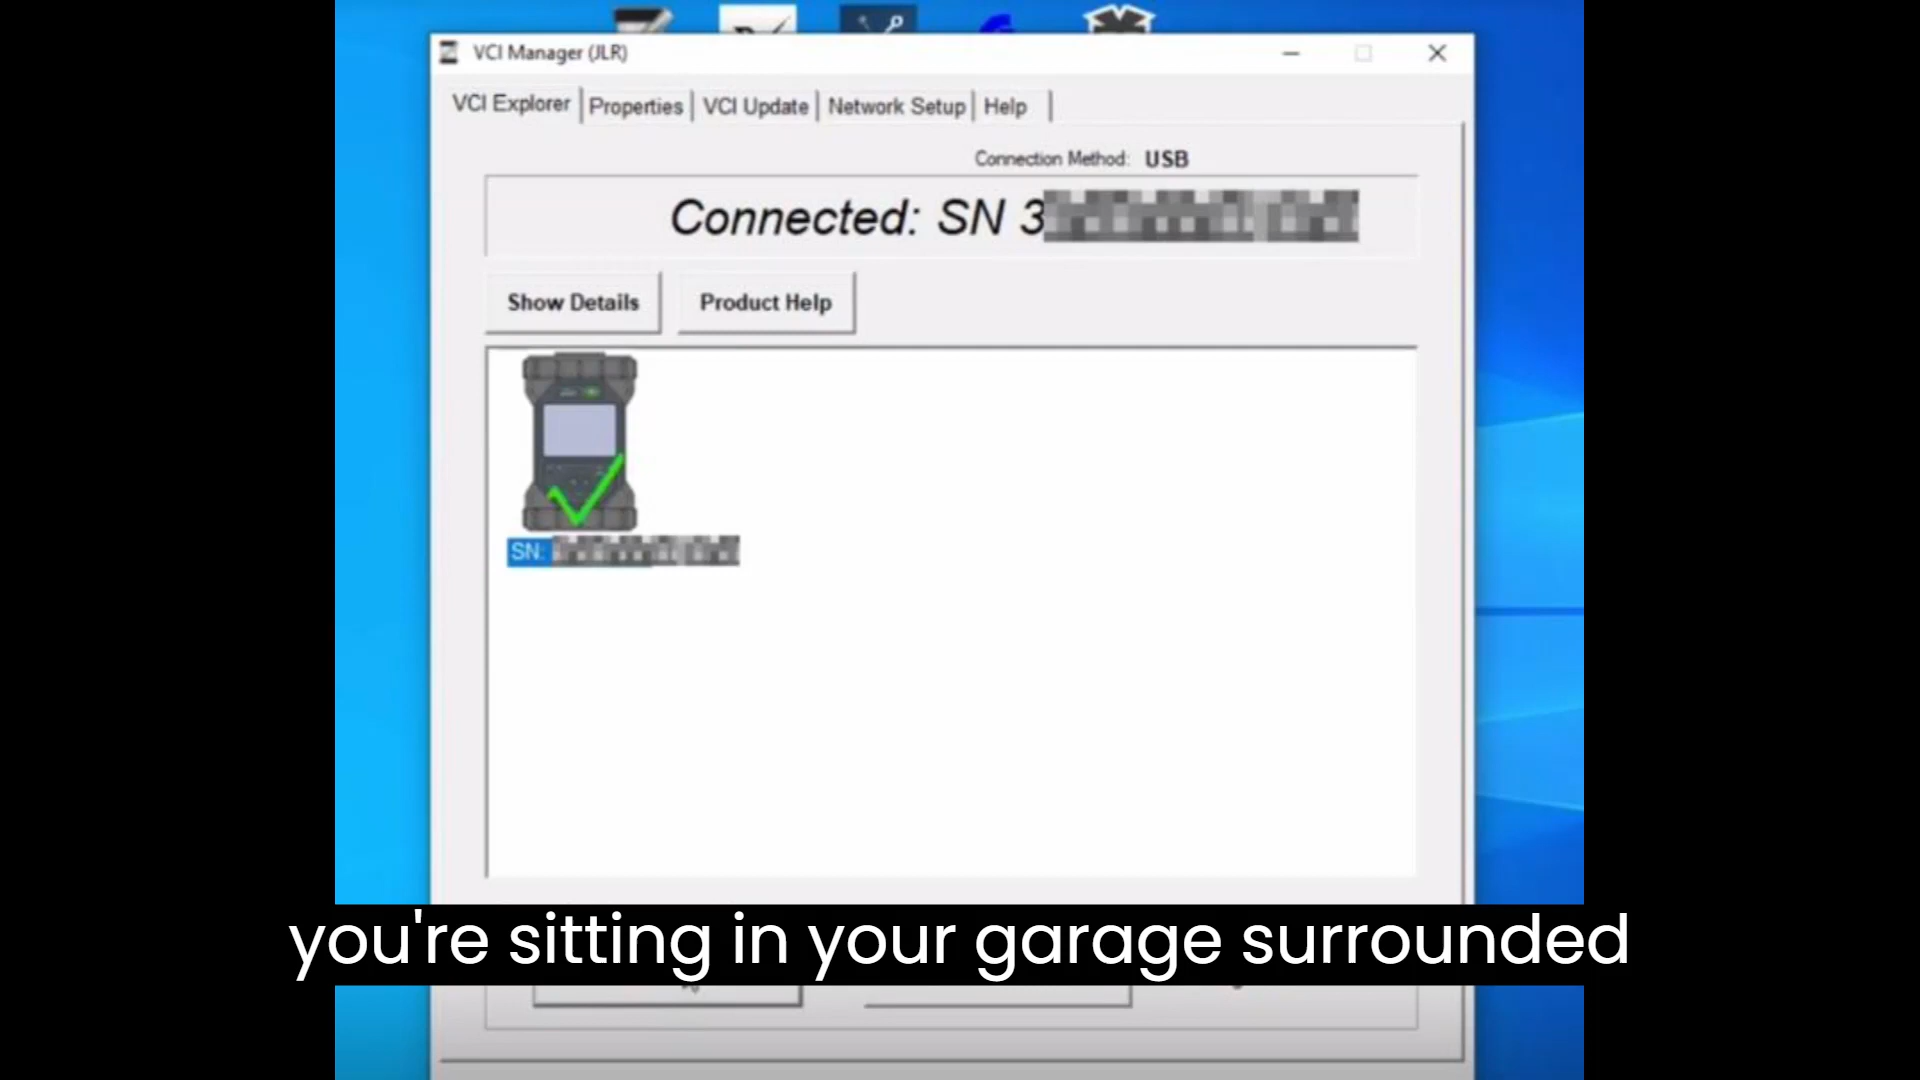 VCI Manager (JLR)
VCI Explorer
Properties
VCI Update
Network Setup
Help
Connection Method: USB
Connected: SN 3
Show Details
Product Help
SN:
you're sitting in your garage surrounded